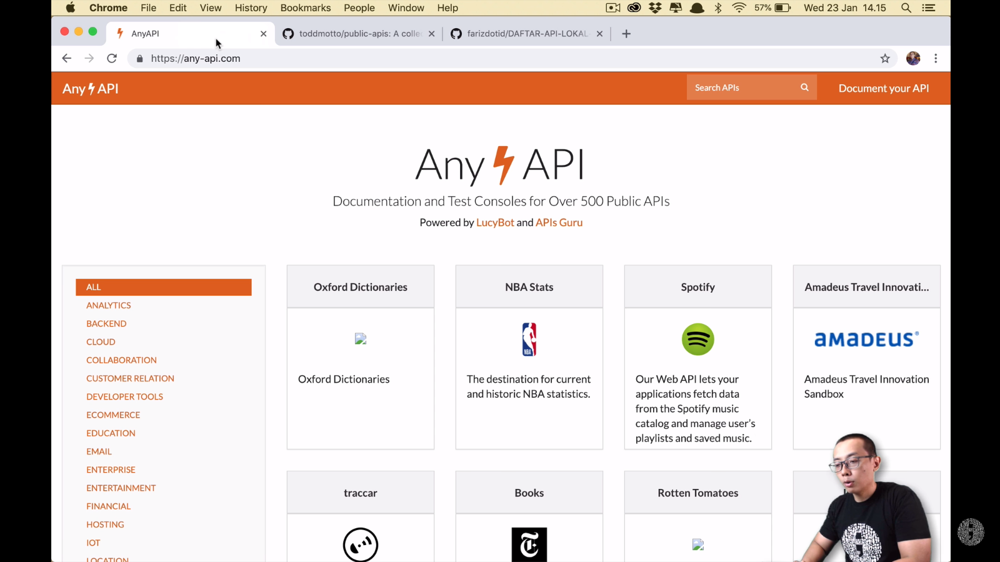 Chrome File Edit View History Bookmarks People Window Help 57% Wed 23 Jan 14.15
AnyAPI toddmotto/public-apis: A colle farizdotid/DAFTAR-API-LOKAL-
https://any-api.com
Any API Search APIs Document your API
Any API
Documentation and Test Consoles for Over 500 Public APIs
Powered by LucyBot and APIs Guru
ALL
ANALYTICS
BACKEND
CLOUD
COLLABORATION
CUSTOMER RELATION
DEVELOPER TOOLS
ECOMMERCE
EDUCATION
EMAIL
ENTERPRISE
ENTERTAINMENT
FINANCIAL
HOSTING
IOT
LOCATION
Oxford Dictionaries
Oxford Dictionaries
NBA Stats
NBA
The destination for current
and historic NBA statistics.
Spotify
Our Web API lets your
applications fetch data
from the Spotify music
catalog and manage user's
playlists and saved music.
Amadeus Travel Innovati...
amadeus
Amadeus Travel Innovation
Sandbox
traccar
Books
Rotten Tomatoes